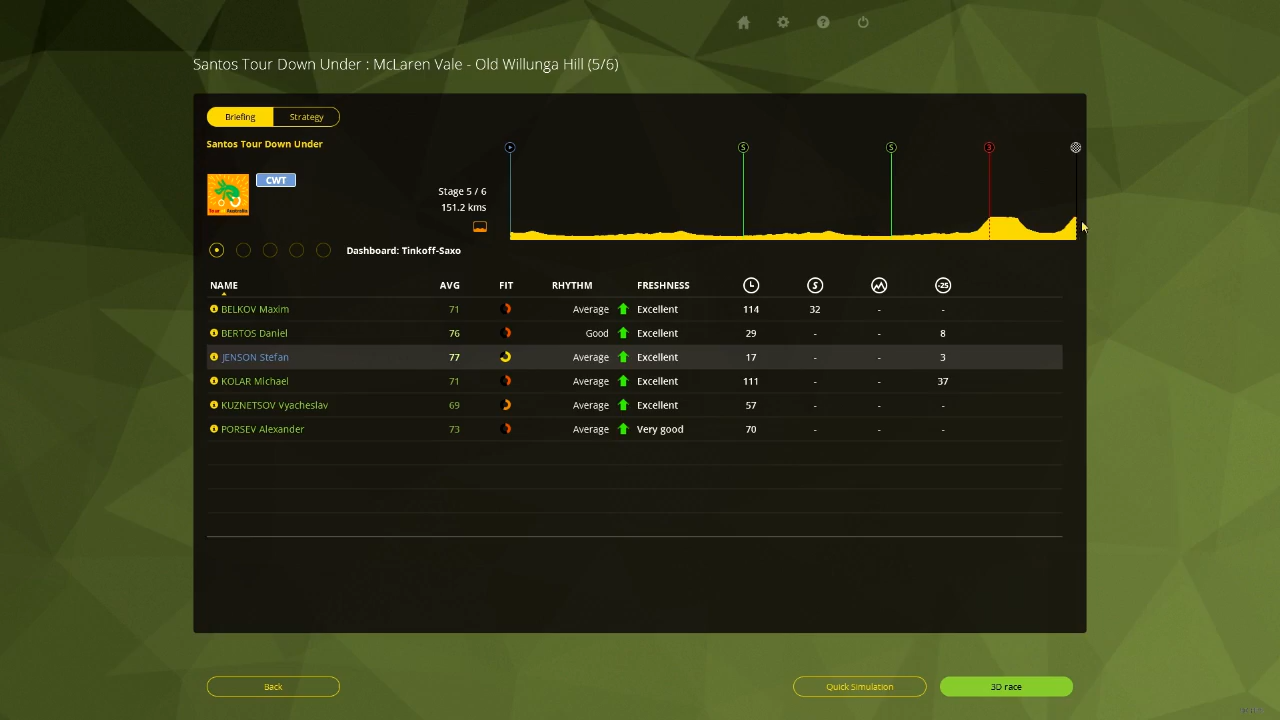 Santos Tour Down Under : McLaren Vale - Old Willunga Hill (5/6)
Briefing
Strategy
Santos Tour Down Under
CWT
Stage 5 / 6
151.2 kms
S
S
3
Dashboard: Tinkoff-Saxo
NAME AVG FIT RHYTHM FRESHNESS S -25
BELKOV Maxim 71 Average Excellent 114 32 - -
BERTOS Daniel 76 Good Excellent 29 - - 8
JENSON Stefan 77 Average Excellent 17 - - 3
KOLAR Michael 71 Average Excellent 111 - - 37
KUZNETSOV Vyacheslav 69 Average Excellent 57 - - -
PORSEV Alexander 73 Average Very good 70 - - -
Back
Quick Simulation
3D race